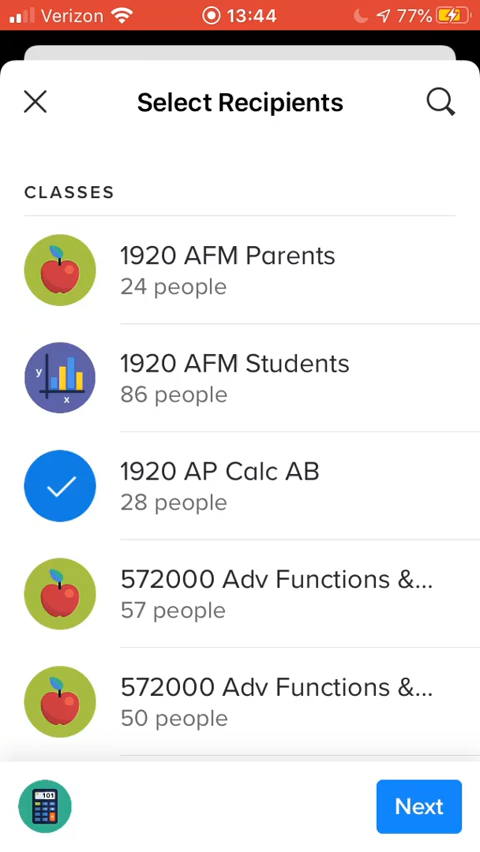 Verizon 13:44 77%
Select Recipients
CLASSES
1920 AFM Parents
24 people
y
x
1920 AFM Students
86 people
1920 AP Calc AB
28 people
572000 Adv Functions &...
57 people
572000 Adv Functions &...
50 people
101
Next